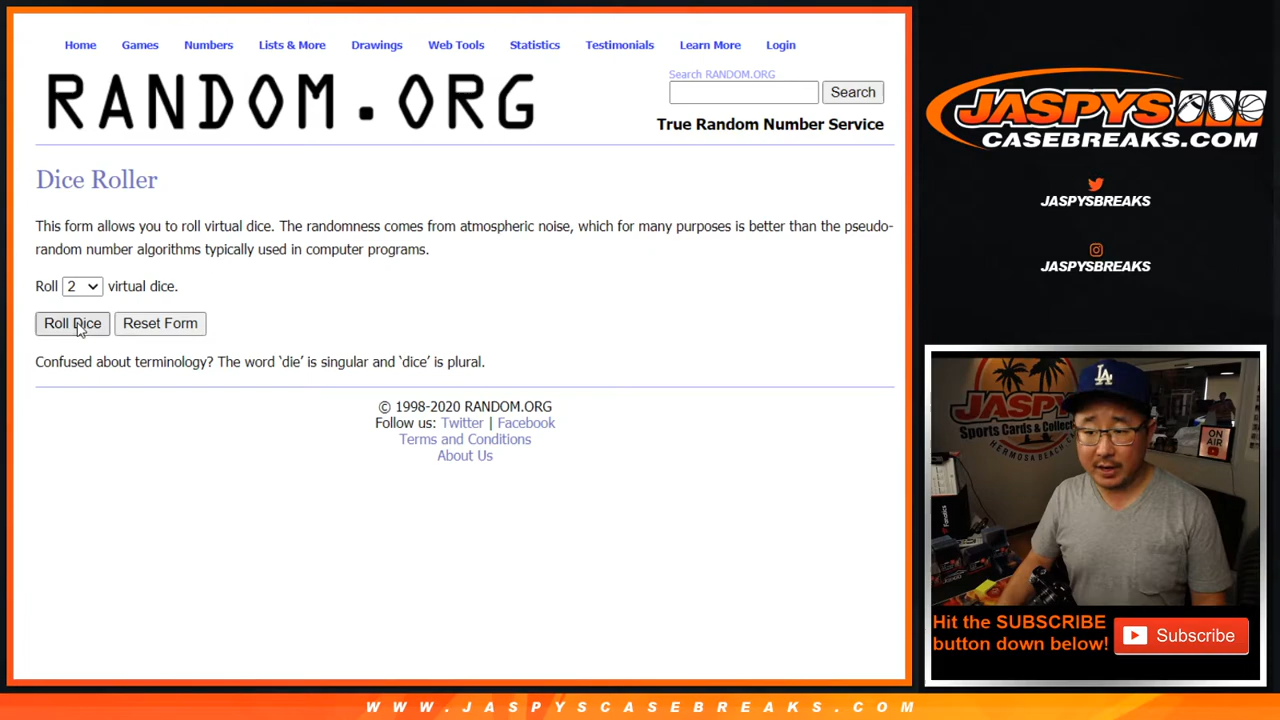 Home Games Numbers Lists & More Drawings Web Tools Statistics Testimonials Learn More Login
RANDOM.ORG
Search RANDOM.ORG
Search
True Random Number Service
Dice Roller
This form allows you to roll virtual dice. The randomness comes from atmospheric noise, which for many purposes is better than the pseudo-
random number algorithms typically used in computer programs.
Roll 2 virtual dice.
Roll Dice Reset Form
Confused about terminology? The word ‘die’ is singular and ‘dice’ is plural.
© 1998-2020 RANDOM.ORG
Follow us: Twitter | Facebook
Terms and Conditions
About Us
JASPYS
CASEBREAKS.COM
JASPYSBREAKS
JASPYSBREAKS
JASPYS
Sports Cards & Collect
HERMOSA BEACH, CA
LA
ON
AIR
Fanatics
Hit the SUBSCRIBE
button down below!
Subscribe
WWW.JASPYSCASEBREAKS.COM